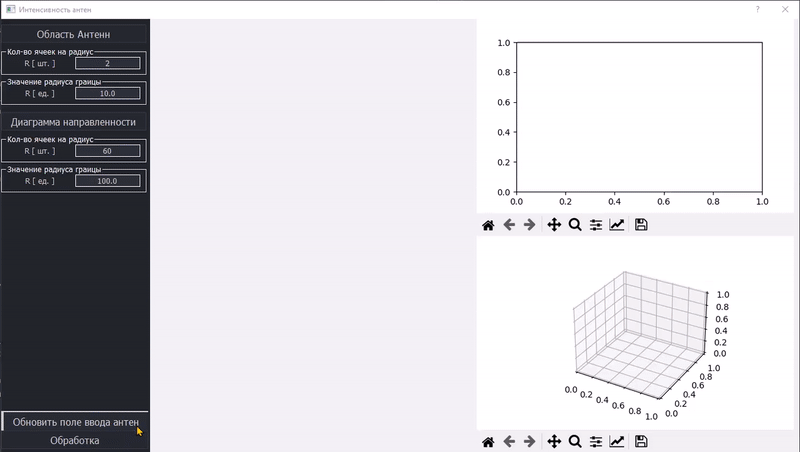 Интенсивность антен
?
Область Антенн
Кол-во ячеек на радиус
R [ шт. ] 2
Значение радиуса граицы
R [ ед. ] 10.0
Диаграмма направленности
Кол-во ячеек на радиус
R [ шт. ] 60
Значение радиуса граицы
R [ ед. ] 100.0
Обновить поле ввода антен
Обработка
1.0
0.8
0.6
0.4
0.2
0.0
0.0 0.2 0.4 0.6 0.8 1.0
1.0
0.8
0.6
0.4
0.2
0.0
1.0
0.8
0.6
0.4
0.2
0.0
0.0 0.2 0.4 0.6 0.8 1.0